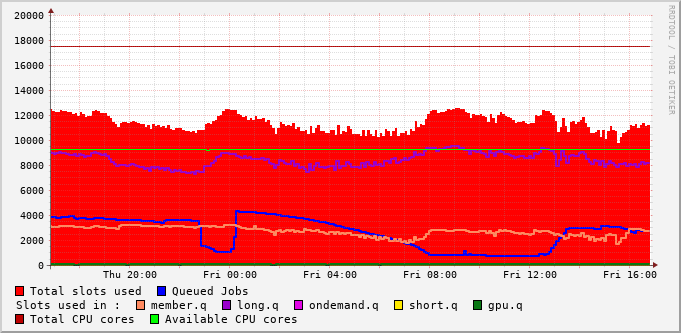 RRDTOOL / TOBI OETIKER
20000
18000
16000
14000
12000
10000
8000
6000
4000
2000
0
Thu 20:00 Fri 00:00 Fri 04:00 Fri 08:00 Fri 12:00 Fri 16:00
Total slots used Queued Jobs
Slots used in : member.q long.q ondemand.q short.q gpu.q
Total CPU cores Available CPU cores